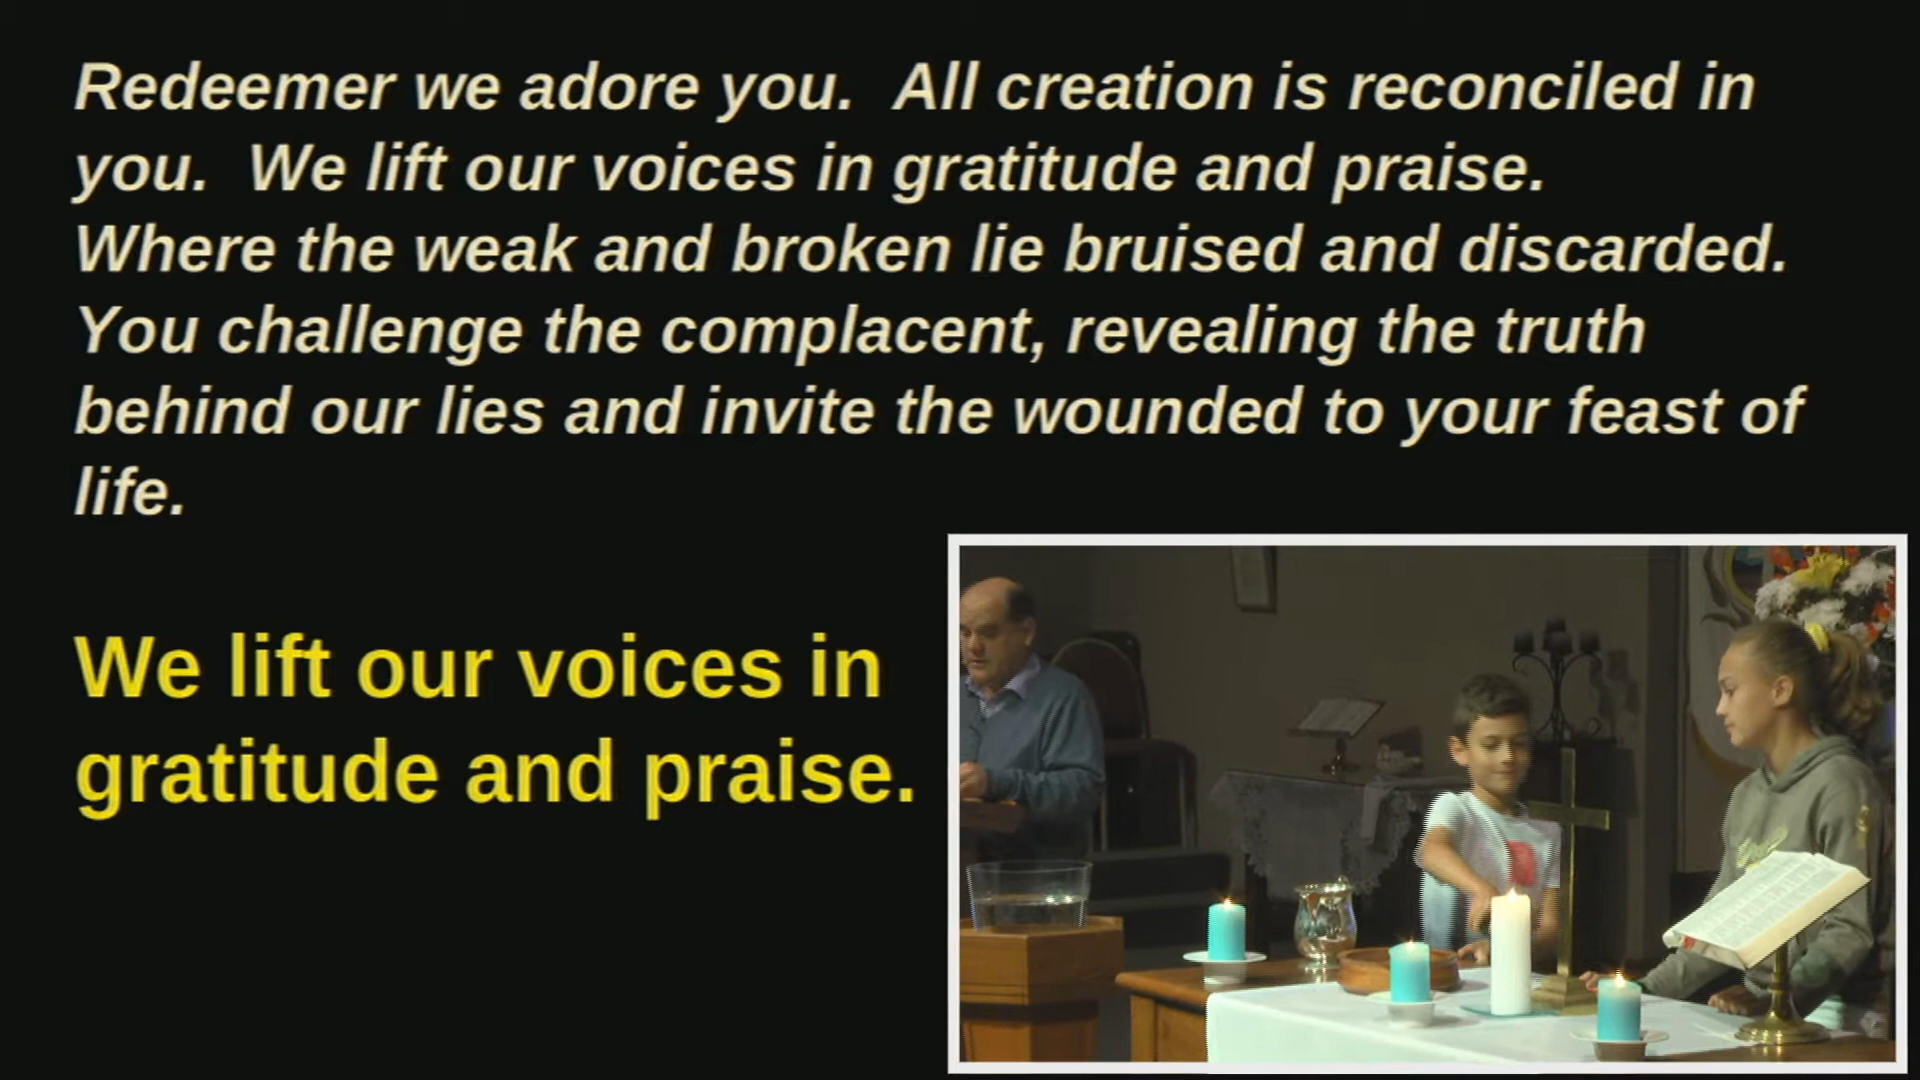 Redeemer we adore you.  All creation is reconciled in
you.  We lift our voices in gratitude and praise.
Where the weak and broken lie bruised and discarded.
You challenge the complacent, revealing the truth
behind our lies and invite the wounded to your feast of
life.
We lift our voices in
gratitude and praise.